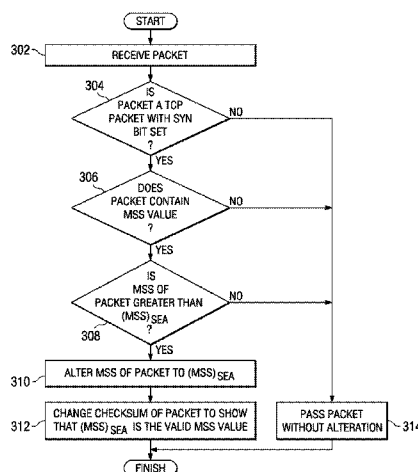 START
302
RECEIVE PACKET
304
IS
PACKET A TCP
PACKET WITH SYN
BIT SET
?
NO
YES
306
DOES
PACKET CONTAIN
MSS VALUE
?
NO
YES
IS
MSS OF
PACKET GREATER THAN
(MSS)SEA
?
NO
308
YES
310
ALTER MSS OF PACKET TO (MSS)SEA
312
CHANGE CHECKSUM OF PACKET TO SHOW
THAT (MSS)SEA IS THE VALID MSS VALUE
PASS PACKET
WITHOUT ALTERATION
314
FINISH